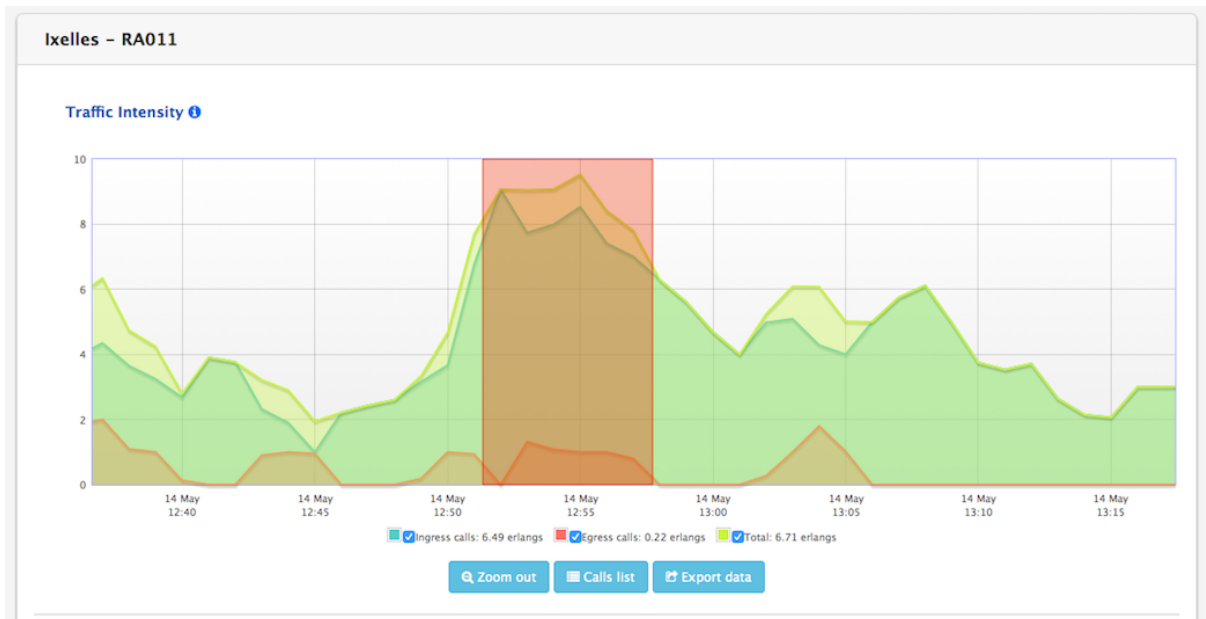 Ixelles – RA011
Traffic Intensity
10
8
6
4
2
0
14 May 14 May 14 May 14 May 14 May 14 May 14 May 14 May
12:40 12:45 12:50 12:55 13:00 13:05 13:10 13:15
Ingress calls: 6.49 erlangs Egress calls: 0.22 erlangs Total: 6.71 erlangs
Zoom out Calls list Export data